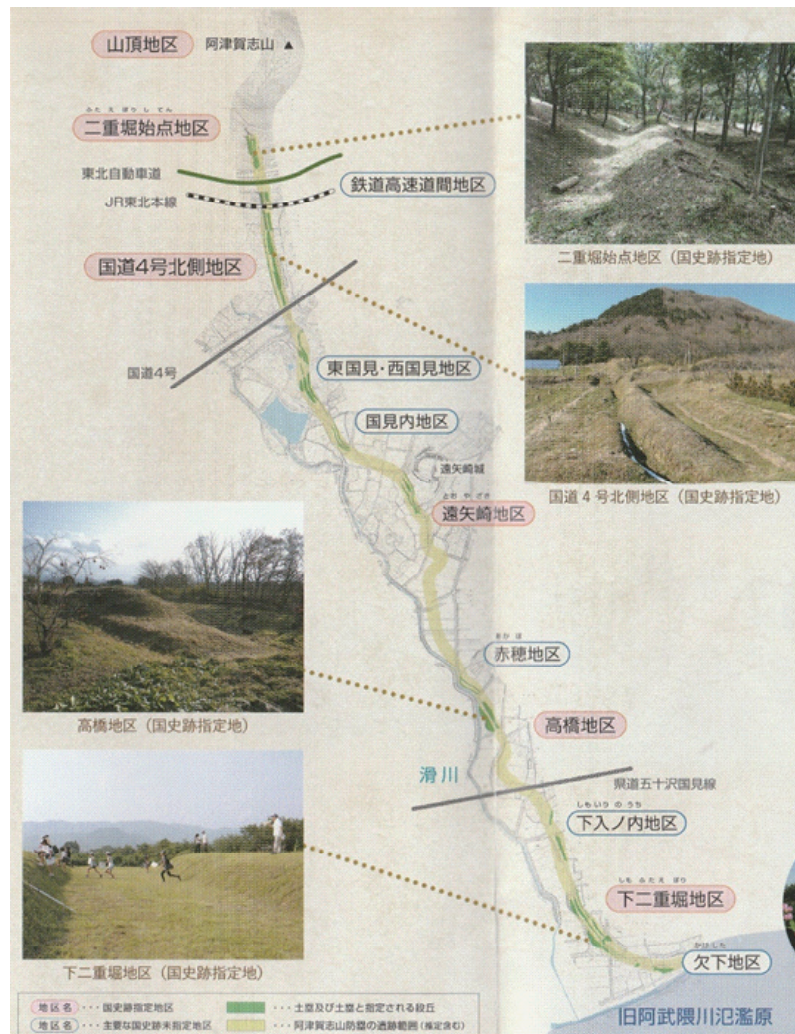 山頂地区
阿津賀志山 ▲
ふた え ぼり し てん
二重堀始点地区
東北自動車道
鉄道高速道間地区
JR東北本線
二重堀始点地区（国史跡指定地）
国道4号北側地区
国道4号
東国見・西国見地区
国見内地区
遠矢崎城
とお や ざき
遠矢崎地区
国道4号北側地区（国史跡指定地）
あか ほ
赤穂地区
高橋地区（国史跡指定地）
高橋地区
滑川
県道五十沢国見線
しもいり の うち
下入ノ内地区
しも ふた え ぼり
下二重堀地区
かけ した
欠下地区
下二重堀地区（国史跡指定地）
旧阿武隈川氾濫原
地区名 ・・・国史跡指定地区
・・・土塁及び土塁と指定される段丘
地区名 ・・・主要な国史跡未指定地区
・・・阿津賀志山防塁の遺跡範囲（推定含む）